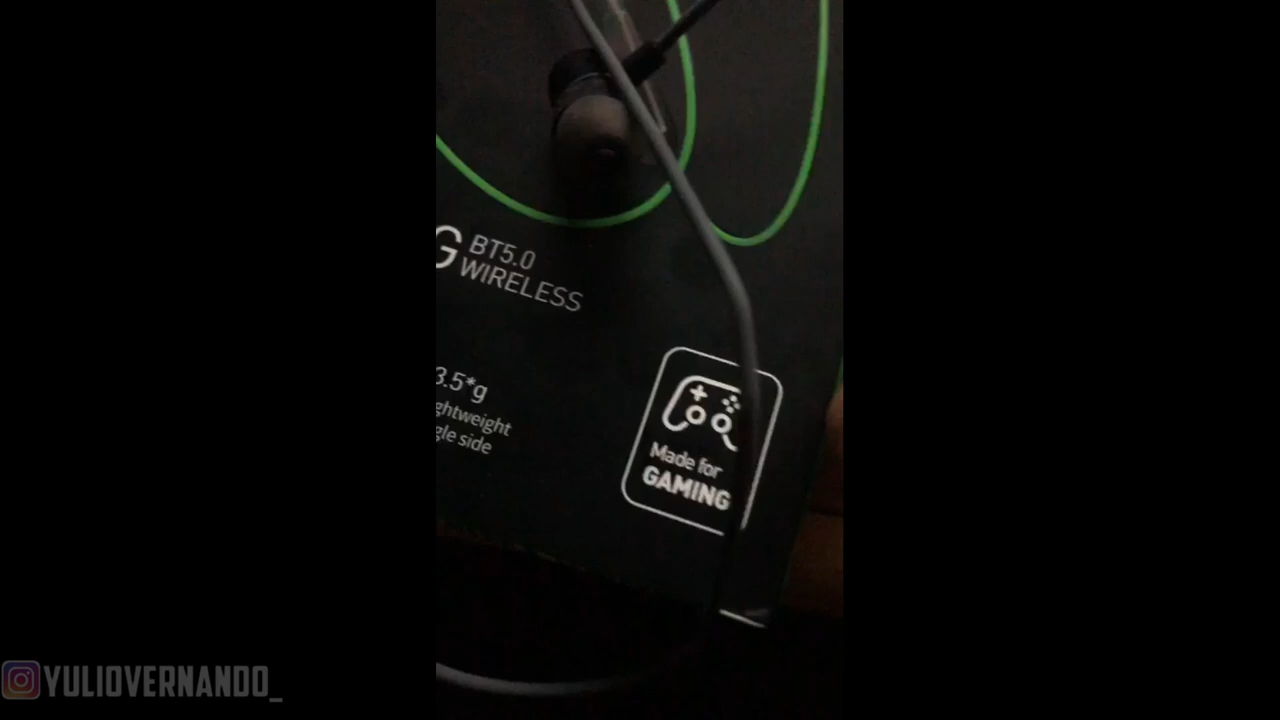 G BT5.0
WIRELESS
3.5*g
ghtweight
gle side
Made for
GAMING
YULIOVERNANDO_